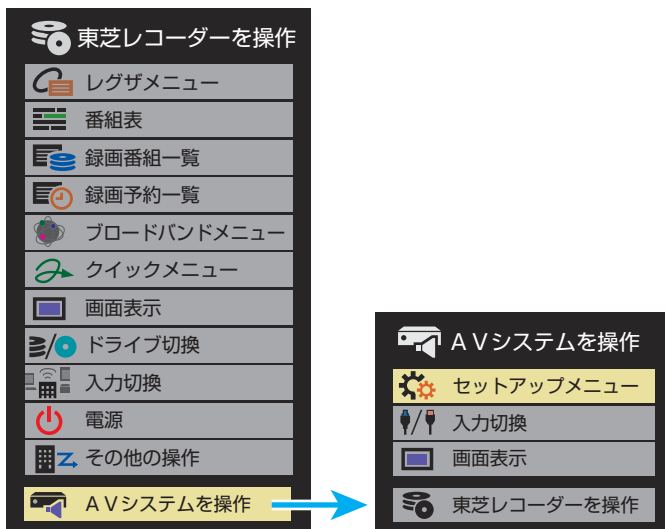 東芝レコーダーを操作
レグザメニュー
番組表
録画番組一覧
録画予約一覧
ブロードバンドメニュー
クイックメニュー
画面表示
ドライブ切換
入力切換
電源
その他の操作
AVシステムを操作
AVシステムを操作
セットアップメニュー
入力切換
画面表示
東芝レコーダーを操作